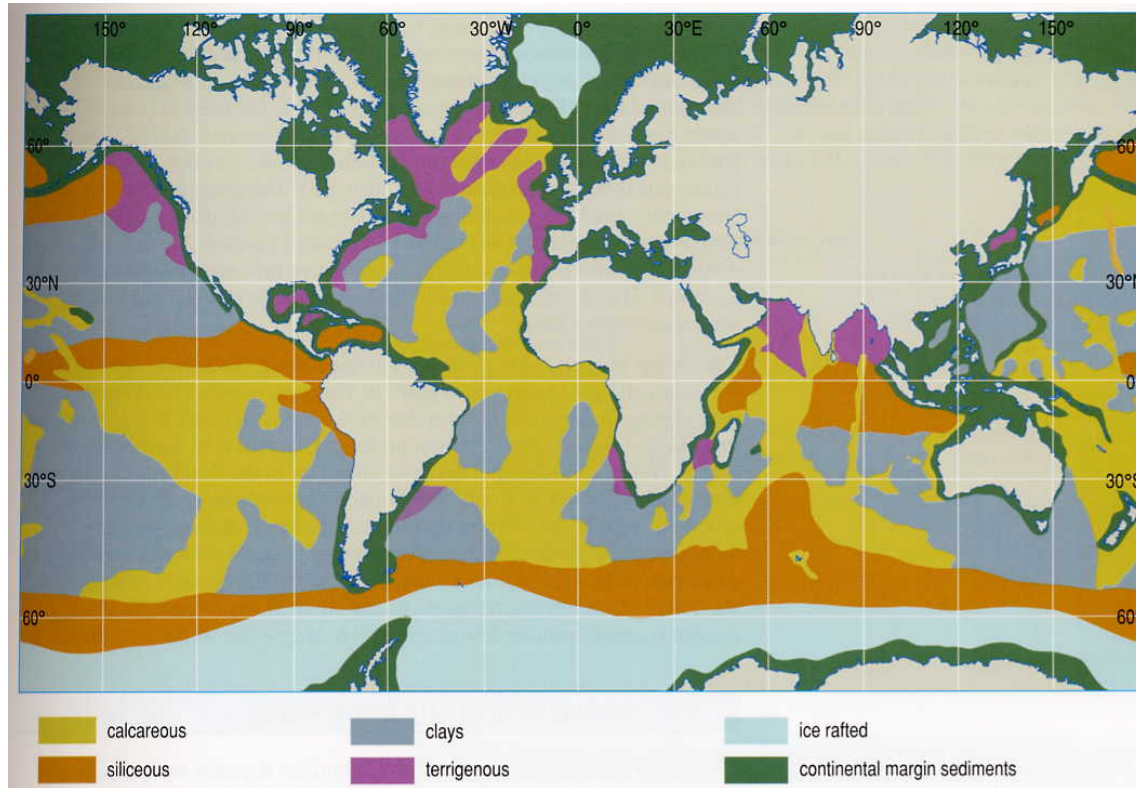 150° 120° 90° 60° 30°W 0° 30°E 60° 90° 120° 150°
60° 60°
30°N 30°N
0° 0°
30°S 30°S
60° 60°
calcareous clays ice rafted
siliceous terrigenous continental margin sediments